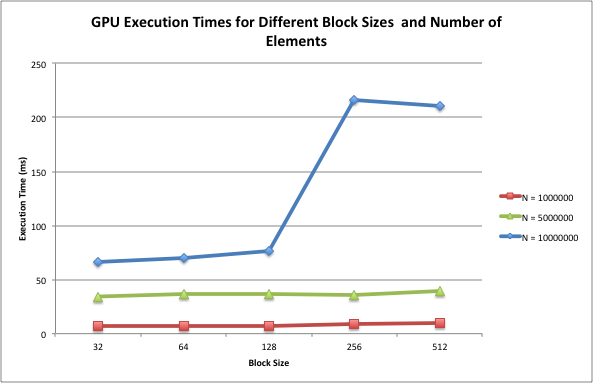 GPU Execution Times for Different Block Sizes and Number of
Elements
250
200
150
100
50
0
Execution Time (ms)
32 64 128 256 512
Block Size
N = 1000000
N = 5000000
N = 10000000